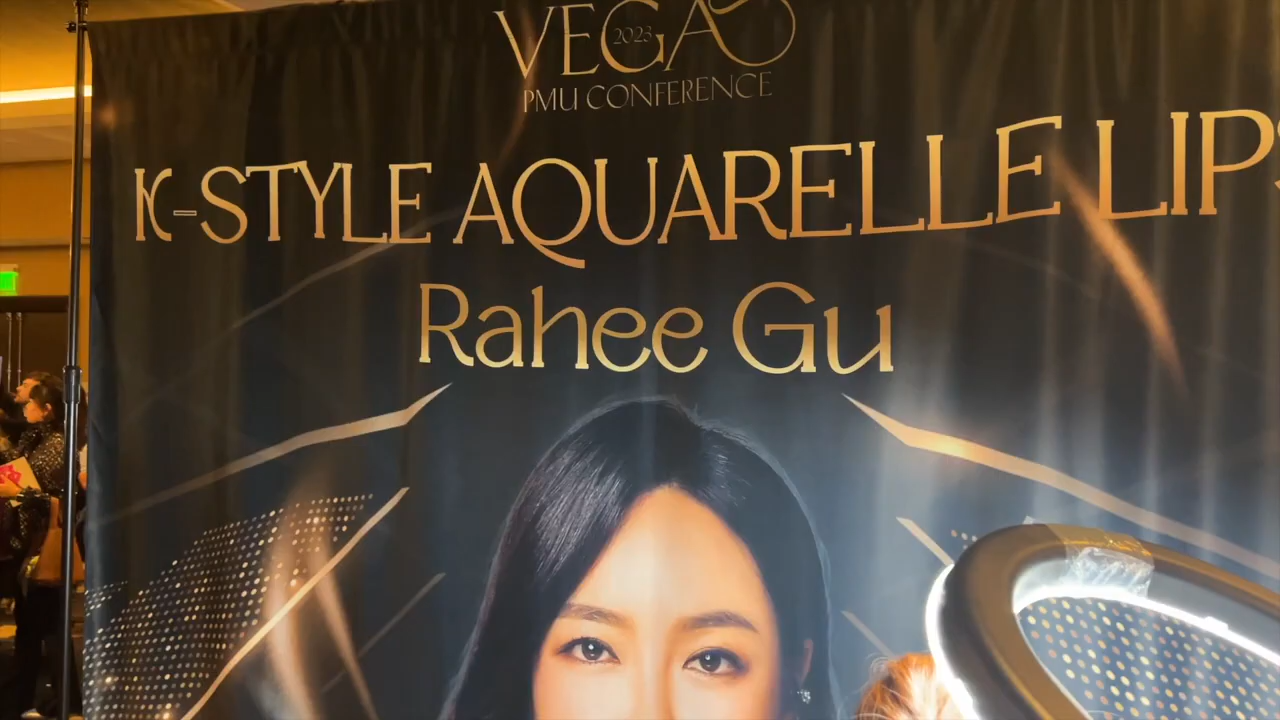 VEGAS
2023
PMU CONFERENCE
K-STYLE AQUARELLE LIPS
Rahee Gu